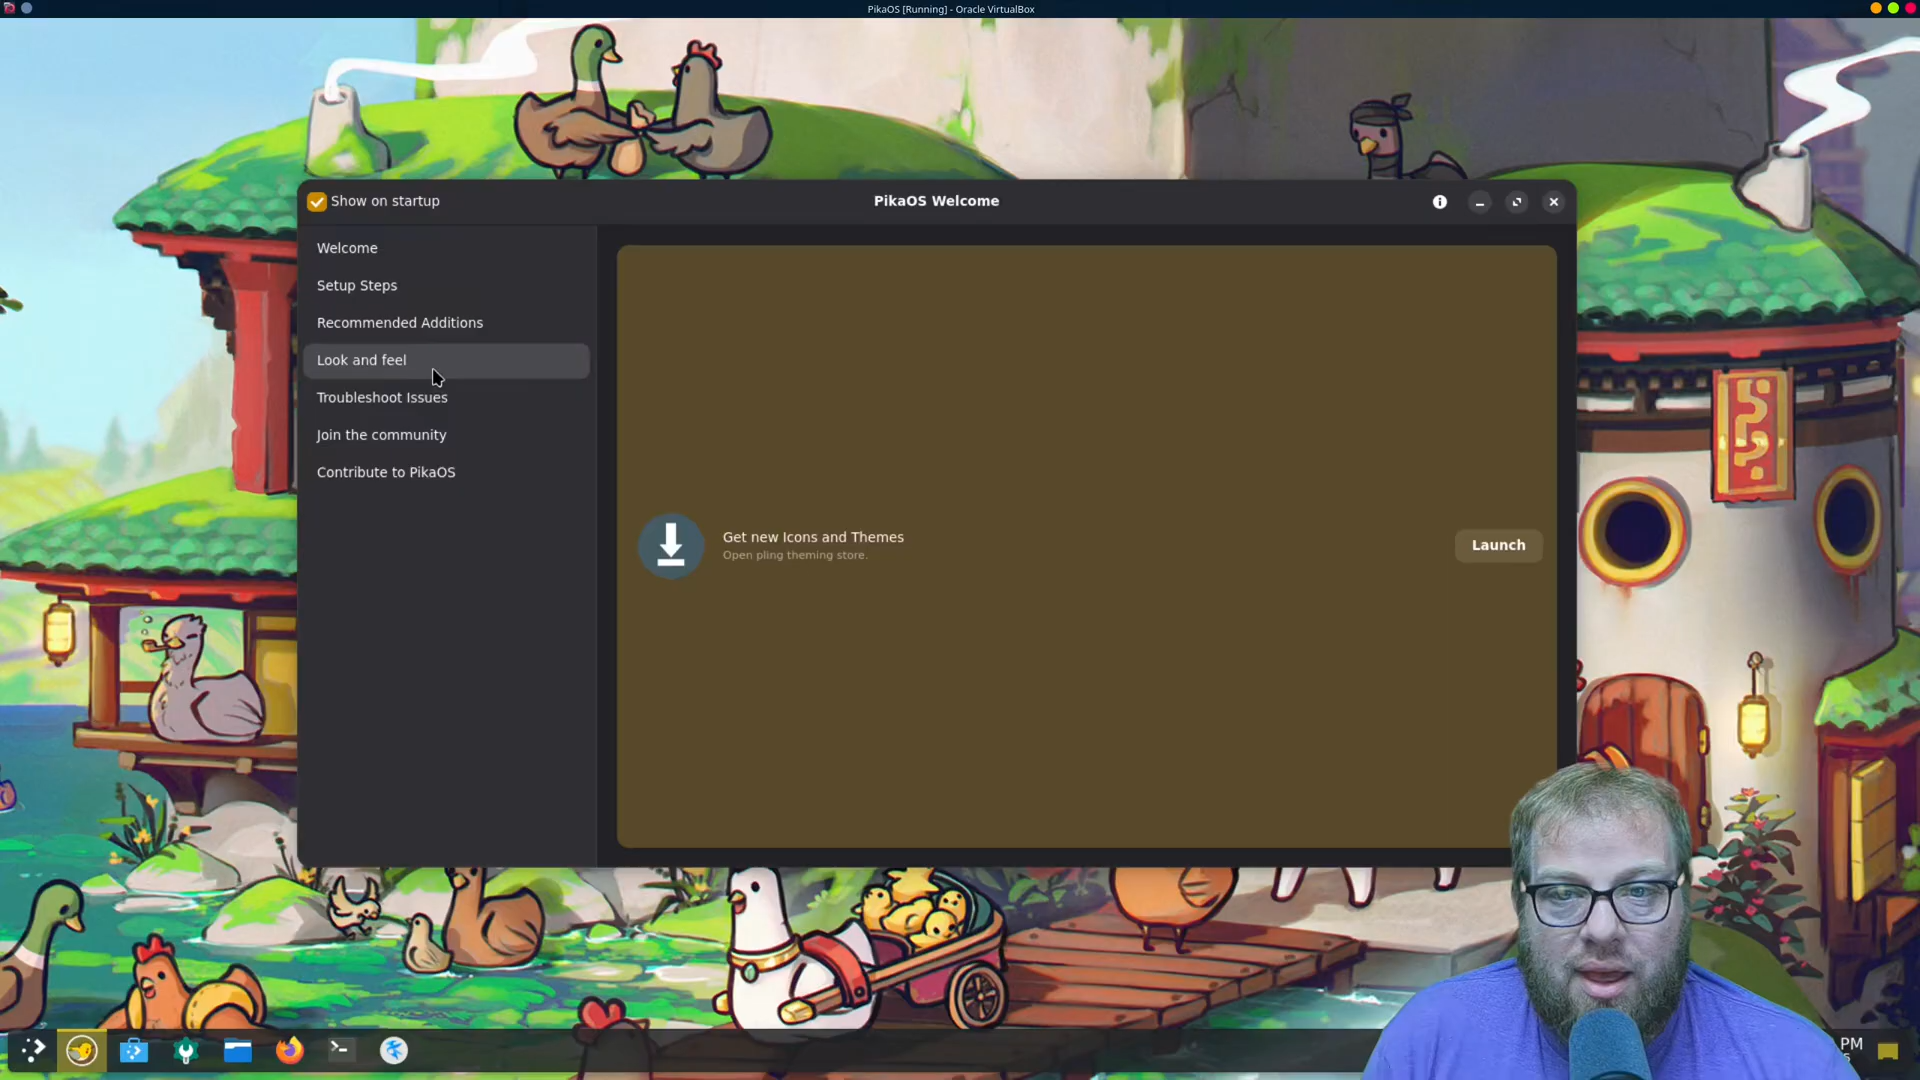 PikaOS [Running] - Oracle VirtualBox
Show on startup
PikaOS Welcome
Welcome
Setup Steps
Recommended Additions
Look and feel
Troubleshoot Issues
Join the community
Contribute to PikaOS
Get new Icons and Themes
Open pling theming store.
Launch
PM